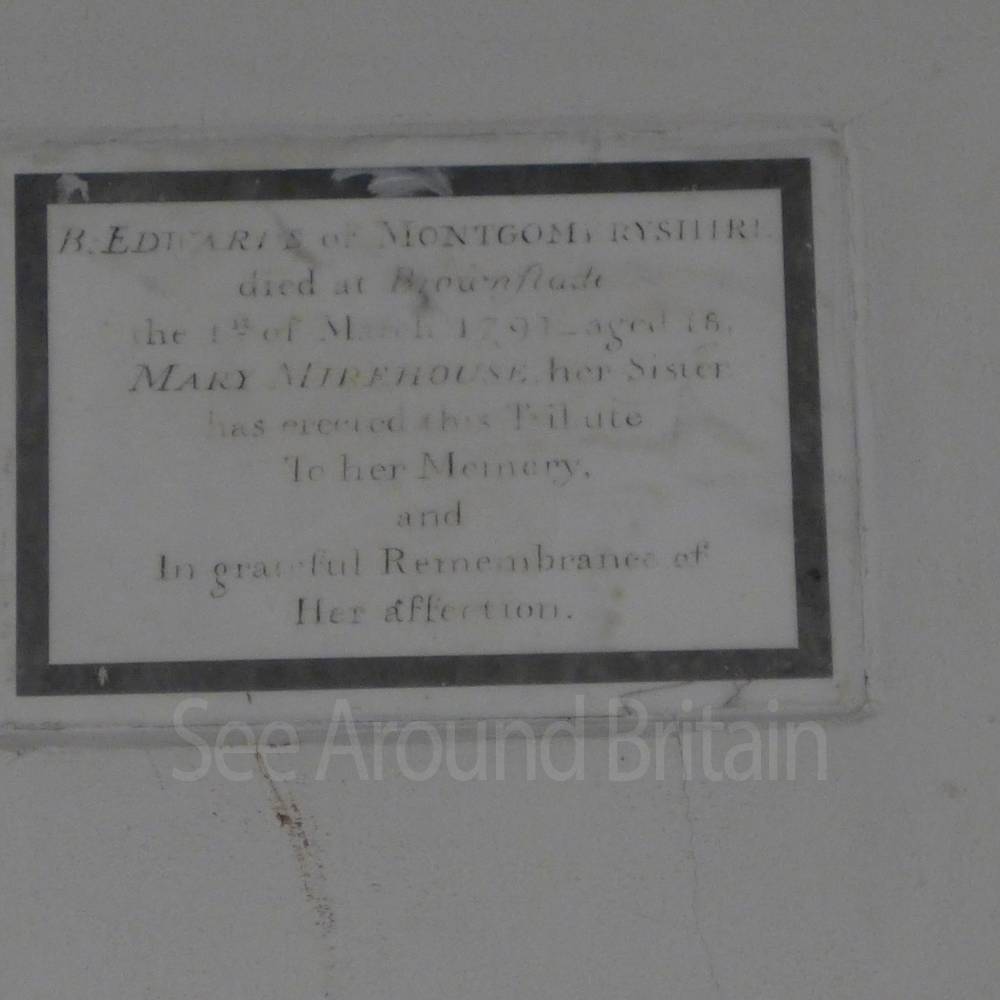 B. EDWARDS of MONTGOMERYSHIRE
died at Brownslade
the 1st of March 1791 aged 18.
MARY MIREHOUSE her Sister
has erected this Tribute
To her Memory,
and
In grateful Remembrance of
Her affection.
See Around Britain